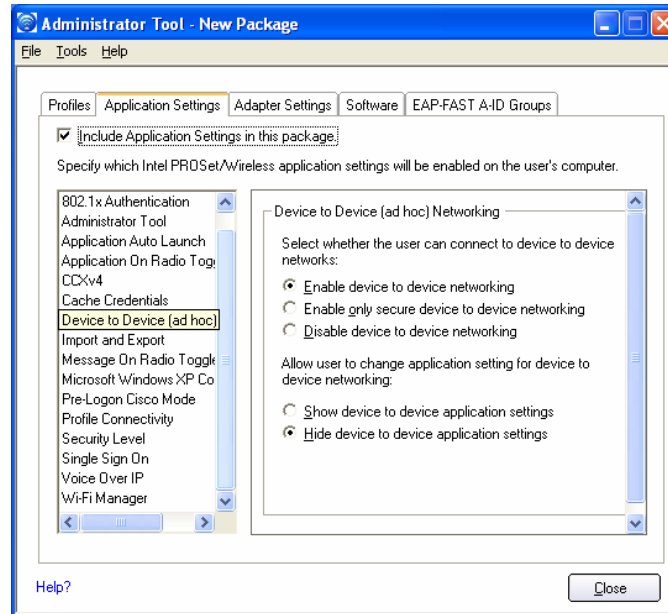 Administrator Tool - New Package
File Tools Help
Profiles Application Settings Adapter Settings Software EAP-FAST A-ID Groups
Include Application Settings in this package.
Specify which Intel PROSet/Wireless application settings will be enabled on the user's computer.
802.1x Authentication
Administrator Tool
Application Auto Launch
Application On Radio Togg
CCXv4
Cache Credentials
Device to Device (ad hoc)
Import and Export
Message On Radio Toggle
Microsoft Windows XP Co
Pre-Logon Cisco Mode
Profile Connectivity
Security Level
Single Sign On
Voice Over IP
Wi-Fi Manager
Device to Device (ad hoc) Networking
Select whether the user can connect to device to device
networks:
Enable device to device networking
Enable only secure device to device networking
Disable device to device networking
Allow user to change application setting for device to
device networking:
Show device to device application settings
Hide device to device application settings
Help?
Close